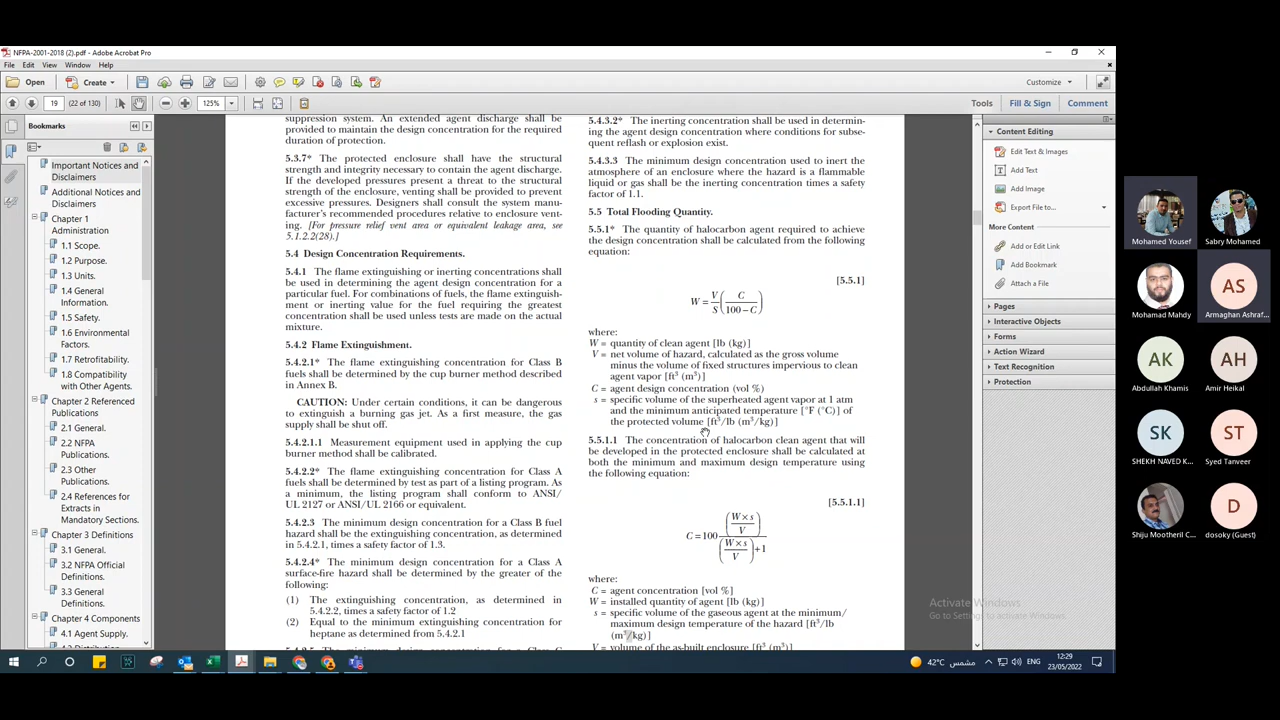 NFPA-2001-2018 (2).pdf - Adobe Acrobat Pro
File Edit View Window Help
Open Create Customize
19 (22 of 130) 125% Tools Fill & Sign Comment
Bookmarks
Important Notices and
Disclaimers
Additional Notices and
Disclaimers
Chapter 1
Administration
1.1 Scope.
1.2 Purpose.
1.3 Units.
1.4 General
Information.
1.5 Safety.
1.6 Environmental
Factors.
1.7 Retrofitability.
1.8 Compatibility
with Other Agents.
Chapter 2 Referenced
Publications
2.1 General.
2.2 NFPA
Publications.
2.3 Other
Publications.
2.4 References for
Extracts in
Mandatory Sections.
Chapter 3 Definitions
3.1 General.
3.2 NFPA Official
Definitions.
3.3 General
Definitions.
Chapter 4 Components
4.1 Agent Supply.
suppression system. An extended agent discharge shall be
provided to maintain the design concentration for the required
duration of protection.
5.3.7* The protected enclosure shall have the structural
strength and integrity necessary to contain the agent discharge.
If the developed pressures present a threat to the structural
strength of the enclosure, venting shall be provided to prevent
excessive pressures. Designers shall consult the system manu-
facturer's recommended procedures relative to enclosure vent-
ing. [For pressure relief vent area or equivalent leakage area, see
5.1.2.2(28).]
5.4 Design Concentration Requirements.
5.4.1 The flame extinguishing or inerting concentrations shall
be used in determining the agent design concentration for a
particular fuel. For combinations of fuels, the flame extinguish-
ment or inerting value for the fuel requiring the greatest
concentration shall be used unless tests are made on the actual
mixture.
5.4.2 Flame Extinguishment.
5.4.2.1* The flame extinguishing concentration for Class B
fuels shall be determined by the cup burner method described
in Annex B.
CAUTION: Under certain conditions, it can be dangerous
to extinguish a burning gas jet. As a first measure, the gas
supply shall be shut off.
5.4.2.1.1 Measurement equipment used in applying the cup
burner method shall be calibrated.
5.4.2.2* The flame extinguishing concentration for Class A
fuels shall be determined by test as part of a listing program. As
a minimum, the listing program shall conform to ANSI/
UL 2127 or ANSI/UL 2166 or equivalent.
5.4.2.3 The minimum design concentration for a Class B fuel
hazard shall be the extinguishing concentration, as determined
in 5.4.2.1, times a safety factor of 1.3.
5.4.2.4* The minimum design concentration for a Class A
surface-fire hazard shall be determined by the greater of the
following:
(1) The extinguishing concentration, as determined in
5.4.2.2, times a safety factor of 1.2
(2) Equal to the minimum extinguishing concentration for
heptane as determined from 5.4.2.1
5.4.3.2* The inerting concentration shall be used in determin-
ing the agent design concentration where conditions for subse-
quent reflash or explosion exist.
5.4.3.3 The minimum design concentration used to inert the
atmosphere of an enclosure where the hazard is a flammable
liquid or gas shall be the inerting concentration times a safety
factor of 1.1.
5.5 Total Flooding Quantity.
5.5.1* The quantity of halocarbon agent required to achieve
the design concentration shall be calculated from the following
equation:
[5.5.1]
W = V/S (C/100 − C)
where:
W = quantity of clean agent [lb (kg)]
V = net volume of hazard, calculated as the gross volume
minus the volume of fixed structures impervious to clean
agent vapor [ft³ (m³)]
C = agent design concentration (vol %)
s = specific volume of the superheated agent vapor at 1 atm
and the minimum anticipated temperature [°F (°C)] of
the protected volume [ft³/lb (m³/kg)]
5.5.1.1 The concentration of halocarbon clean agent that will
be developed in the protected enclosure shall be calculated at
both the minimum and maximum design temperature using
the following equation:
[5.5.1.1]
C = 100 (W × s / V) / ((W × s / V) + 1)
where:
C = agent concentration [vol %]
W = installed quantity of agent [lb (kg)]
s = specific volume of the gaseous agent at the minimum/
maximum design temperature of the hazard [ft³/lb
(m³/kg)]
V = volume of the as-built enclosure [ft³ (m³)]
Content Editing
Edit Text & Images
Add Text
Add Image
Export File to...
More Content
Add or Edit Link
Add Bookmark
Attach a File
Pages
Interactive Objects
Forms
Action Wizard
Text Recognition
Protection
Activate Windows
Go to Settings to activate Windows.
Mohamed Yousef
Sabry Mohamed
Mohamad Mahdy
AS
Armaghan Ashraf...
AK
Abdullah Khamis
AH
Amir Heikal
SK
SHEKH NAVED K...
ST
Syed Tanveer
Shiju Mootheril C...
D
dosoky (Guest)
42°C مشمس ENG
12:29
23/05/2022